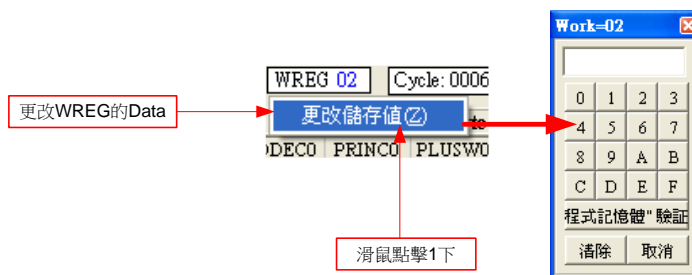 Work=02
WREG 02
Cycle: 0006
更改WREG的Data
更改儲存值(Z)
DECO PRINC0 PLUSW0
0 1 2 3
4 5 6 7
8 9 A B
C D E F
程式記憶體"驗証
清除 取消
滑鼠點擊1下